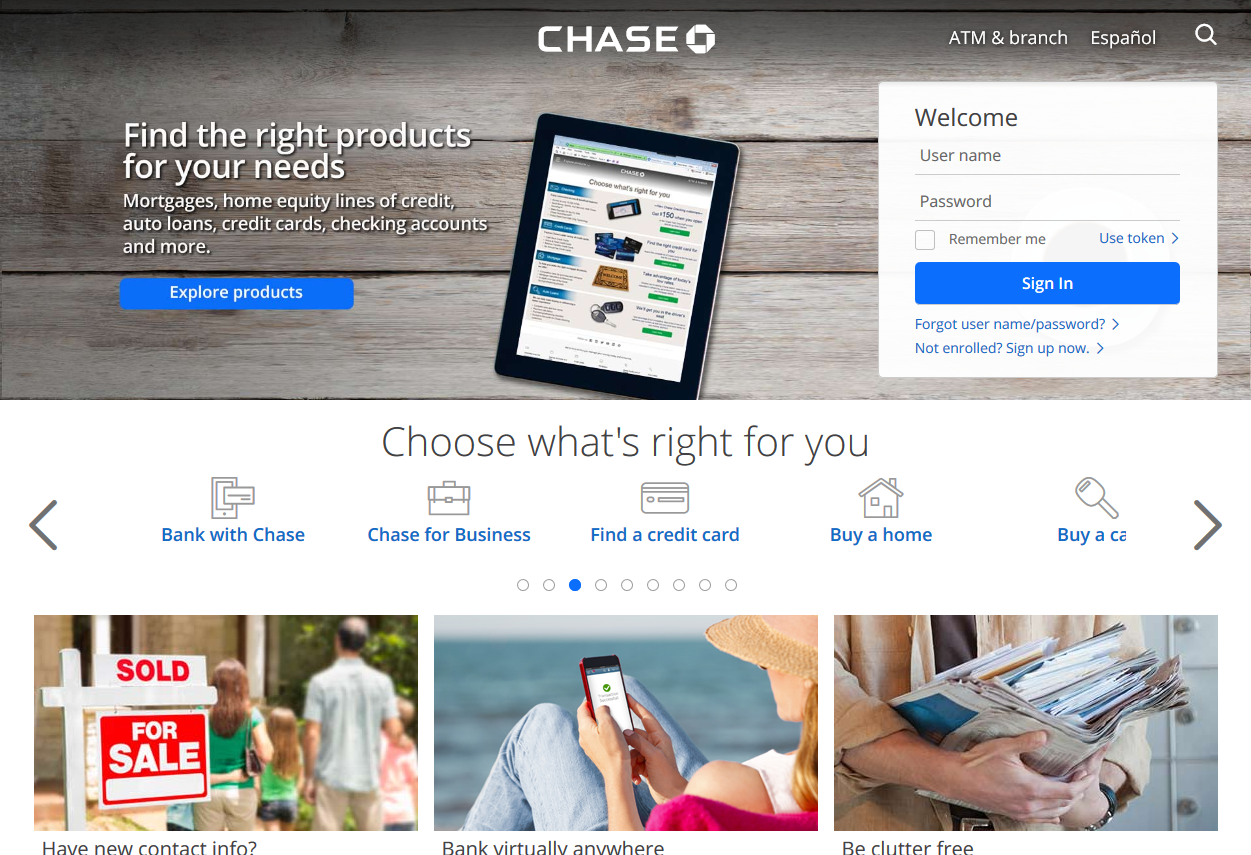 CHASE
ATM & branch
Español
Find the right products
for your needs
Mortgages, home equity lines of credit,
auto loans, credit cards, checking accounts
and more.
Explore products
CHASE
Choose what's right for you
Welcome
User name
Password
Remember me
Use token
Sign In
Forgot user name/password?
Not enrolled? Sign up now.
Choose what's right for you
Bank with Chase
Chase for Business
Find a credit card
Buy a home
Buy a ca
SOLD
FOR
SALE
Have new contact info?
Bank virtually anywhere
Be clutter free